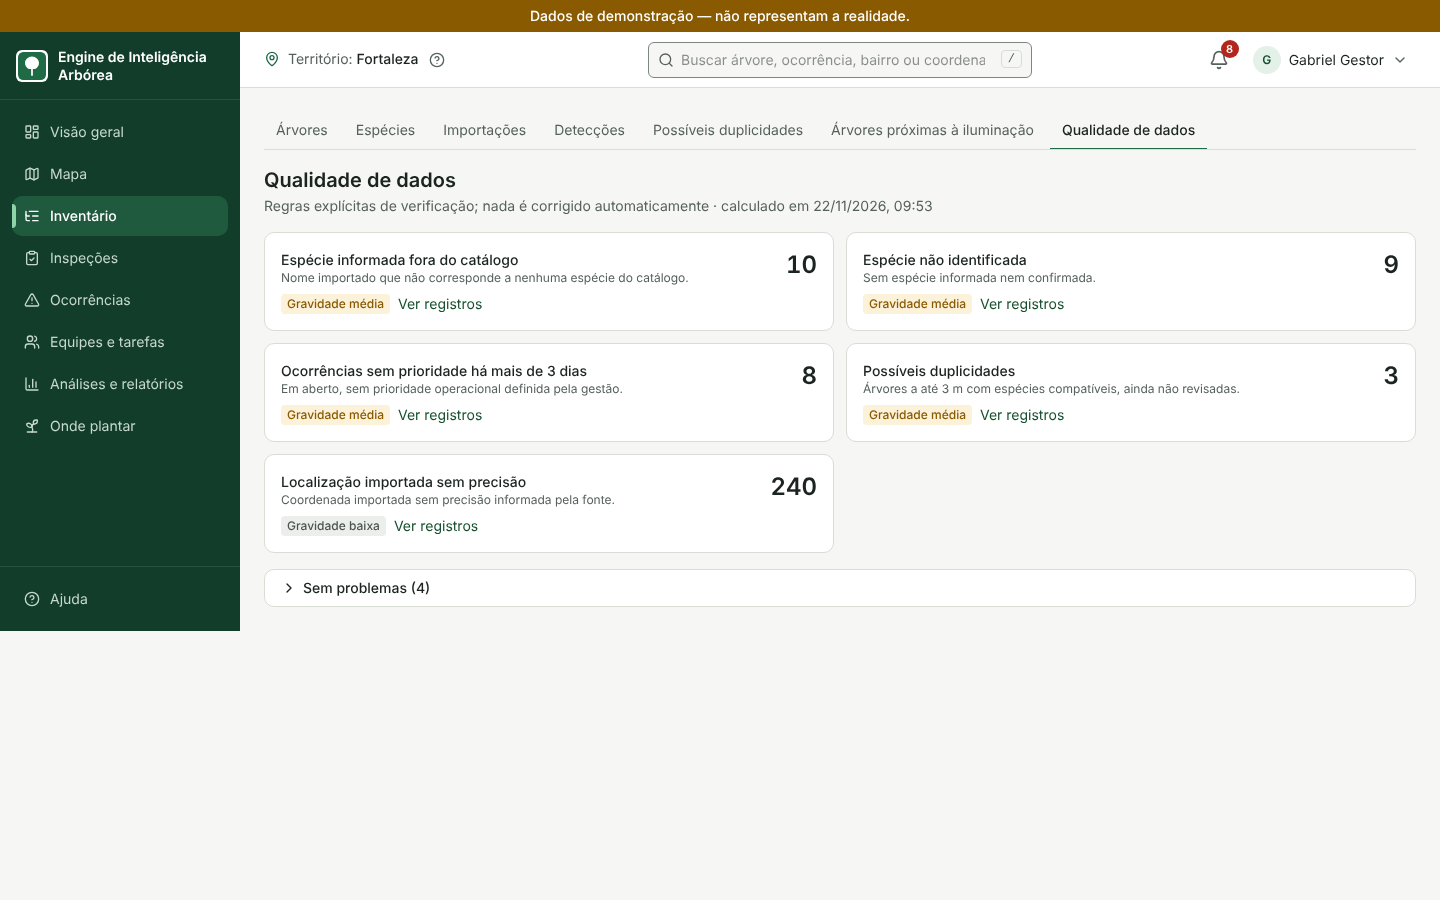 Dados de demonstração — não representam a realidade.
Engine de Inteligência
Arbórea
Território: Fortaleza
Buscar árvore, ocorrência, bairro ou coordena
/
8
G
Gabriel Gestor
Visão geral
Mapa
Inventário
Inspeções
Ocorrências
Equipes e tarefas
Análises e relatórios
Onde plantar
Ajuda
Árvores
Espécies
Importações
Detecções
Possíveis duplicidades
Árvores próximas à iluminação
Qualidade de dados
Qualidade de dados
Regras explícitas de verificação; nada é corrigido automaticamente · calculado em 22/11/2026, 09:53
Espécie informada fora do catálogo
10
Nome importado que não corresponde a nenhuma espécie do catálogo.
Gravidade média
Ver registros
Espécie não identificada
9
Sem espécie informada nem confirmada.
Gravidade média
Ver registros
Ocorrências sem prioridade há mais de 3 dias
8
Em aberto, sem prioridade operacional definida pela gestão.
Gravidade média
Ver registros
Possíveis duplicidades
3
Árvores a até 3 m com espécies compatíveis, ainda não revisadas.
Gravidade média
Ver registros
Localização importada sem precisão
240
Coordenada importada sem precisão informada pela fonte.
Gravidade baixa
Ver registros
Sem problemas (4)